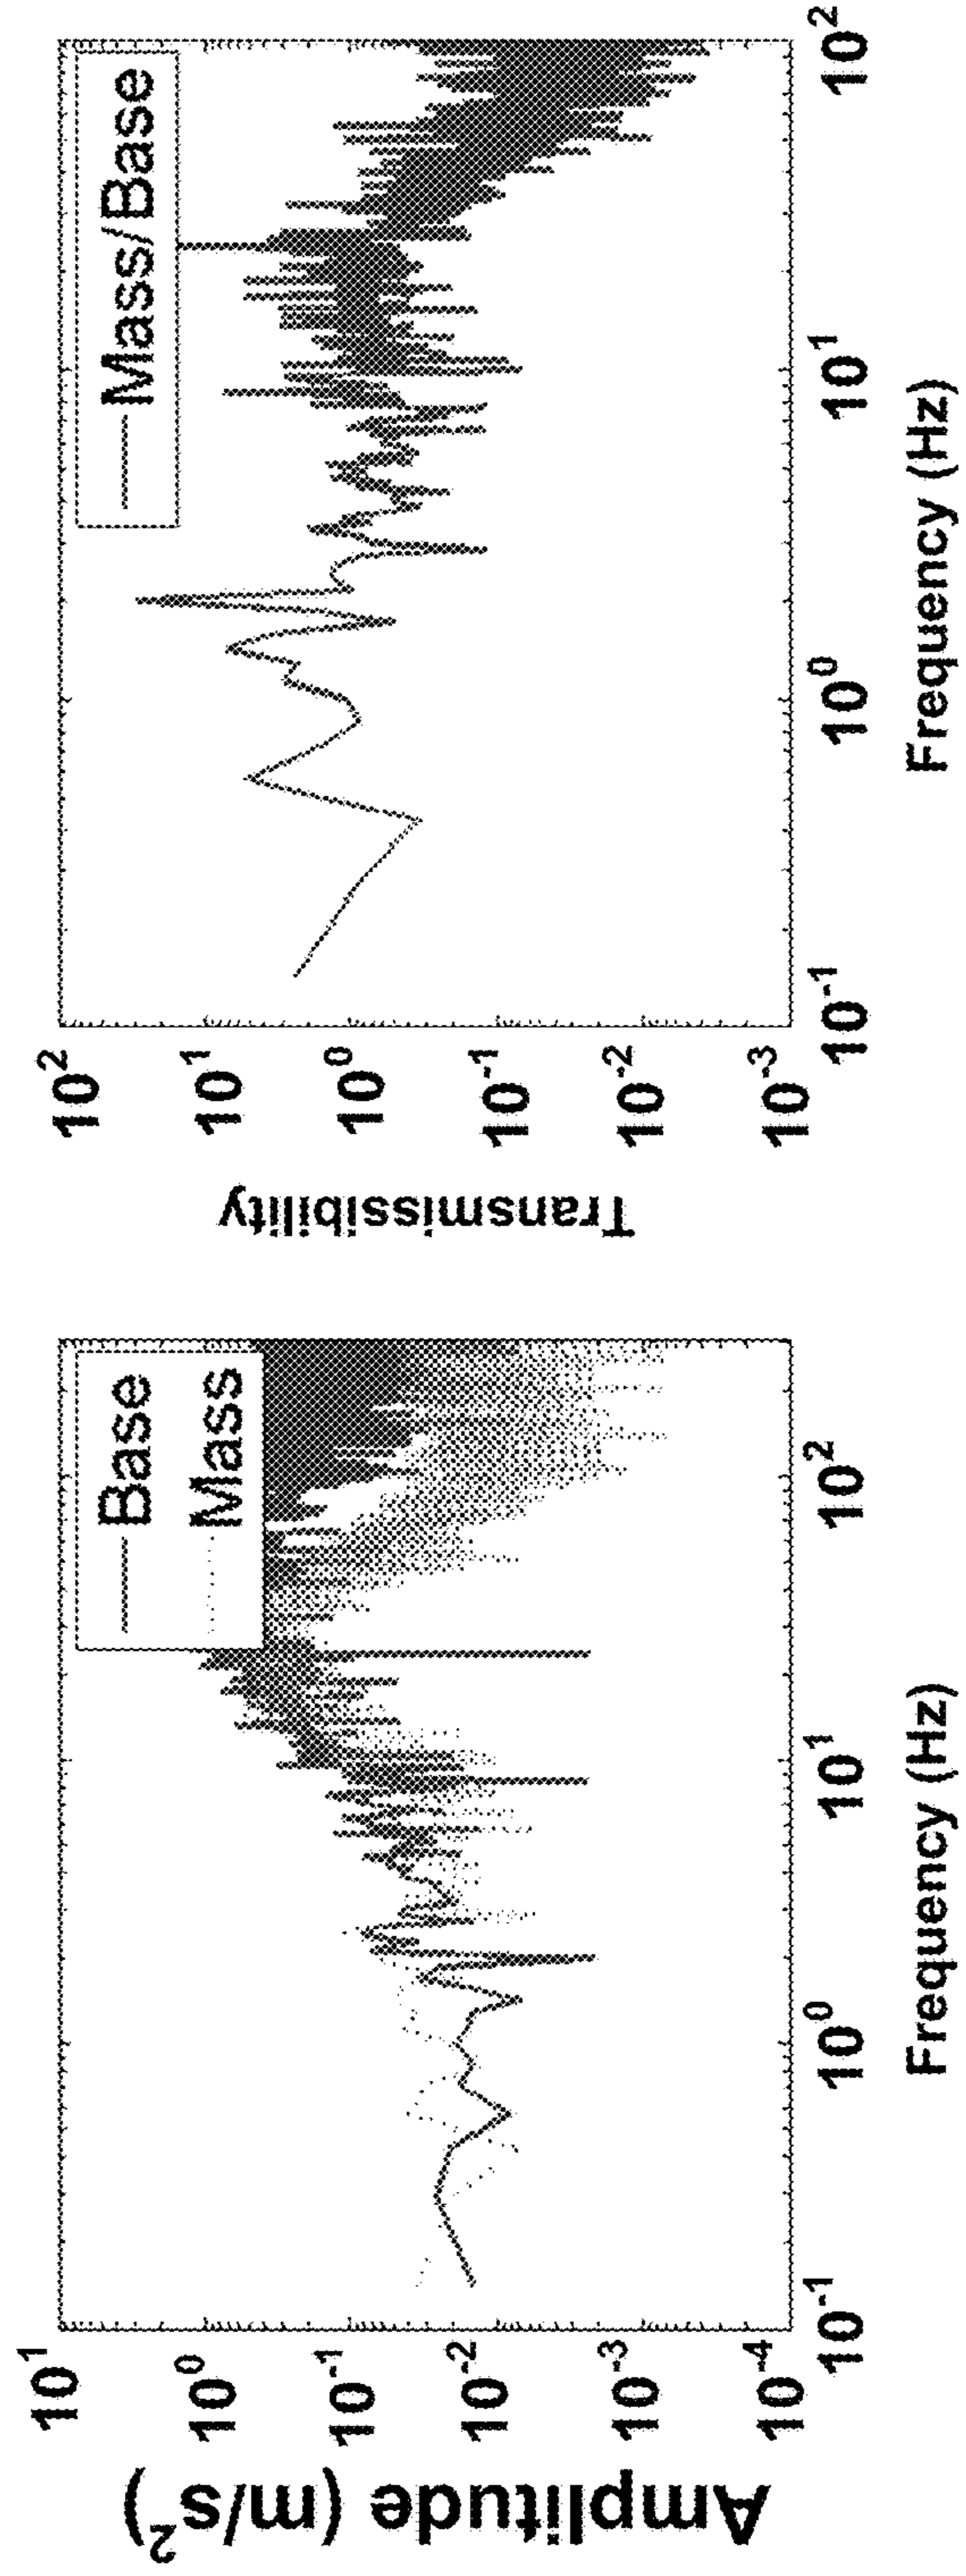 Amplitude (m/s²)
10¹
10⁰
10⁻¹
10⁻²
10⁻³
10⁻⁴
Base
Mass
10⁻¹
10⁰
10¹
10²
Frequency (Hz)
Transmissibility
10²
10¹
10⁰
10⁻¹
10⁻²
10⁻³
Mass/Base
10⁻¹
10⁰
10¹
10²
Frequency (Hz)